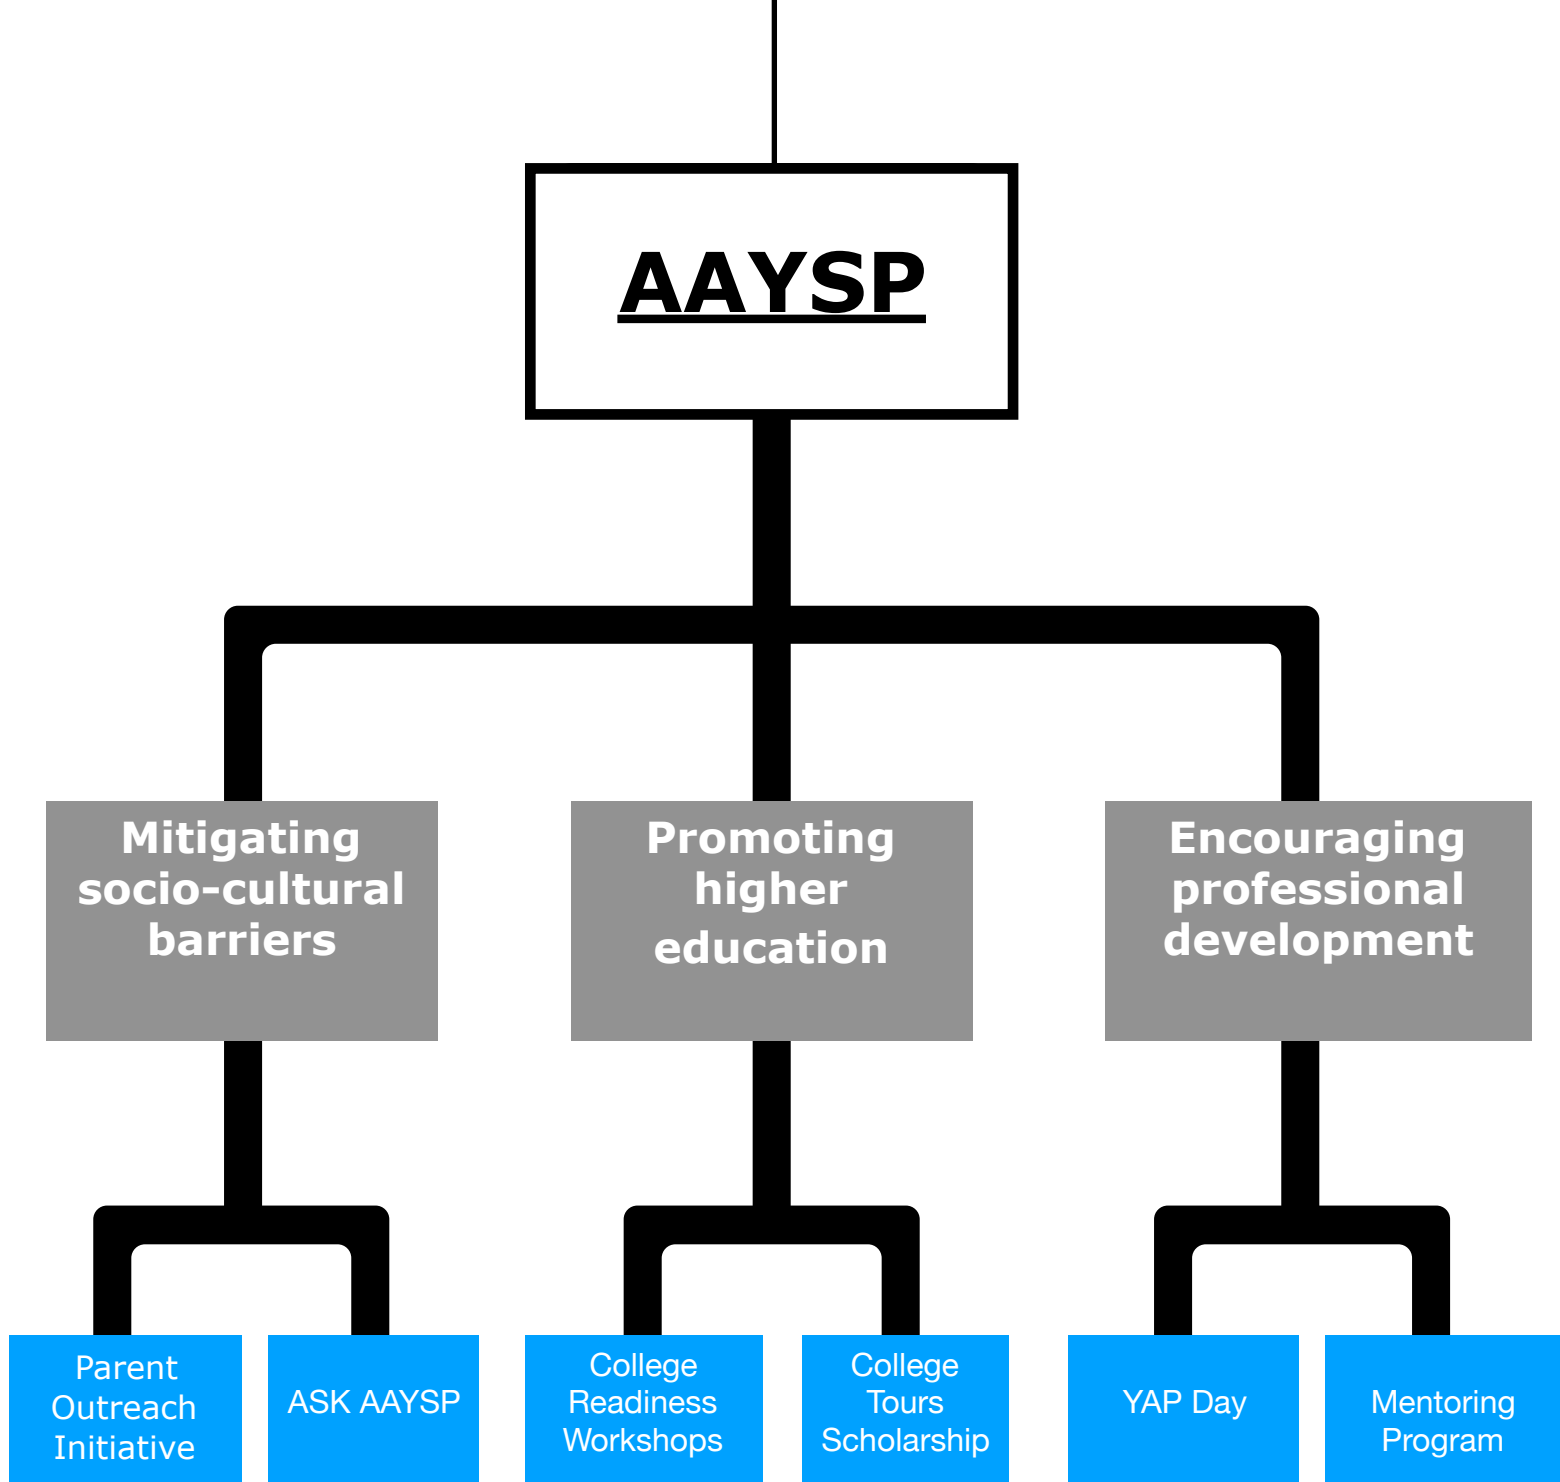 AAYSP
Mitigating
socio-cultural
barriers
Promoting
higher
education
Encouraging
professional
development
Parent
Outreach
Initiative
ASK AAYSP
College
Readiness
Workshops
College
Tours
Scholarship
YAP Day
Mentoring
Program